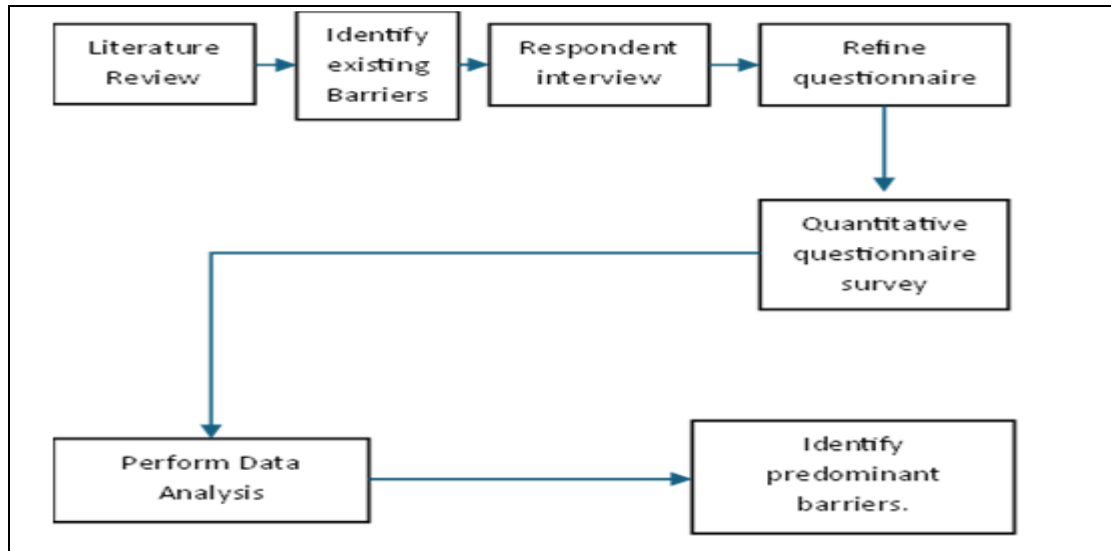 Literature
Review
Identify
existing
Barriers
Respondent
interview
Refine
questionnaire
Quantitative
questionnaire
survey
Perform Data
Analysis
Identify
predominant
barriers.